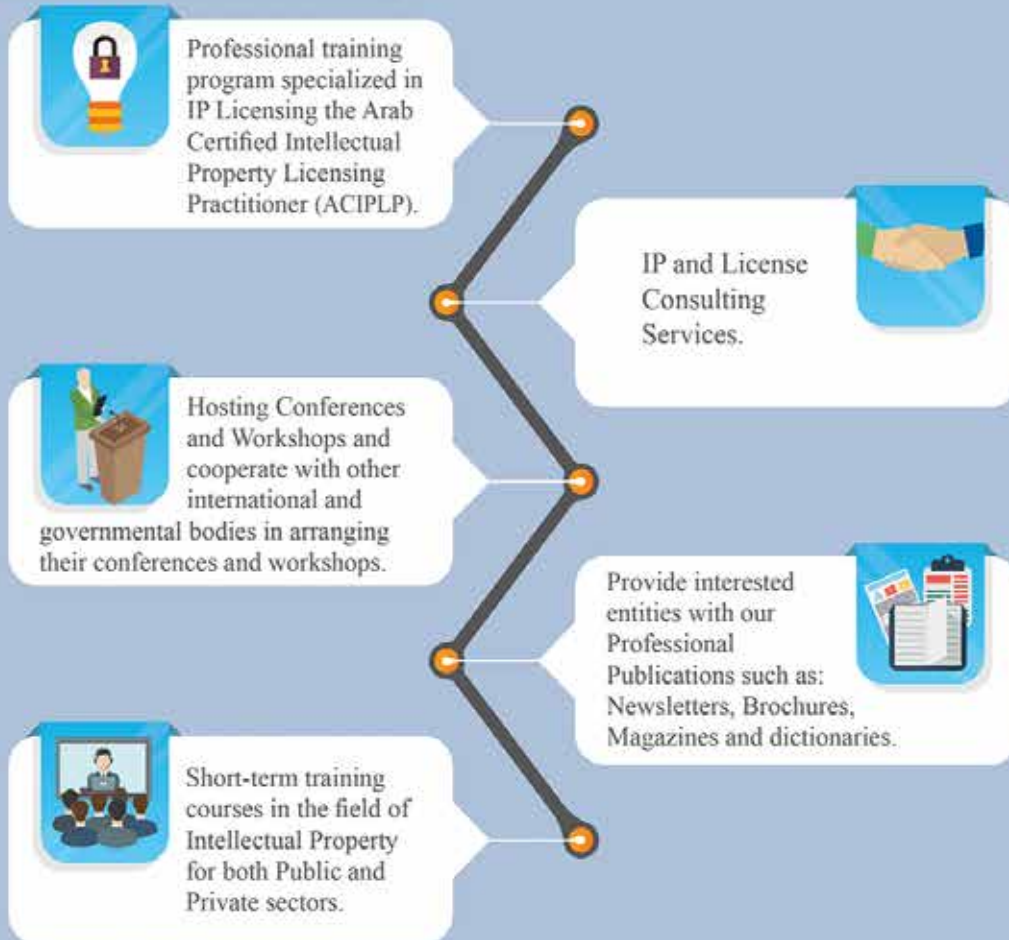 Professional training
program specialized in
IP Licensing the Arab
Certified Intellectual
Property Licensing
Practitioner (ACIPLP).
IP and License
Consulting
Services.
Hosting Conferences
and Workshops and
cooperate with other
international and
governmental bodies in arranging
their conferences and workshops.
Provide interested
entities with our
Professional
Publications such as:
Newsletters, Brochures,
Magazines and dictionaries.
Short-term training
courses in the field of
Intellectual Property
for both Public and
Private sectors.